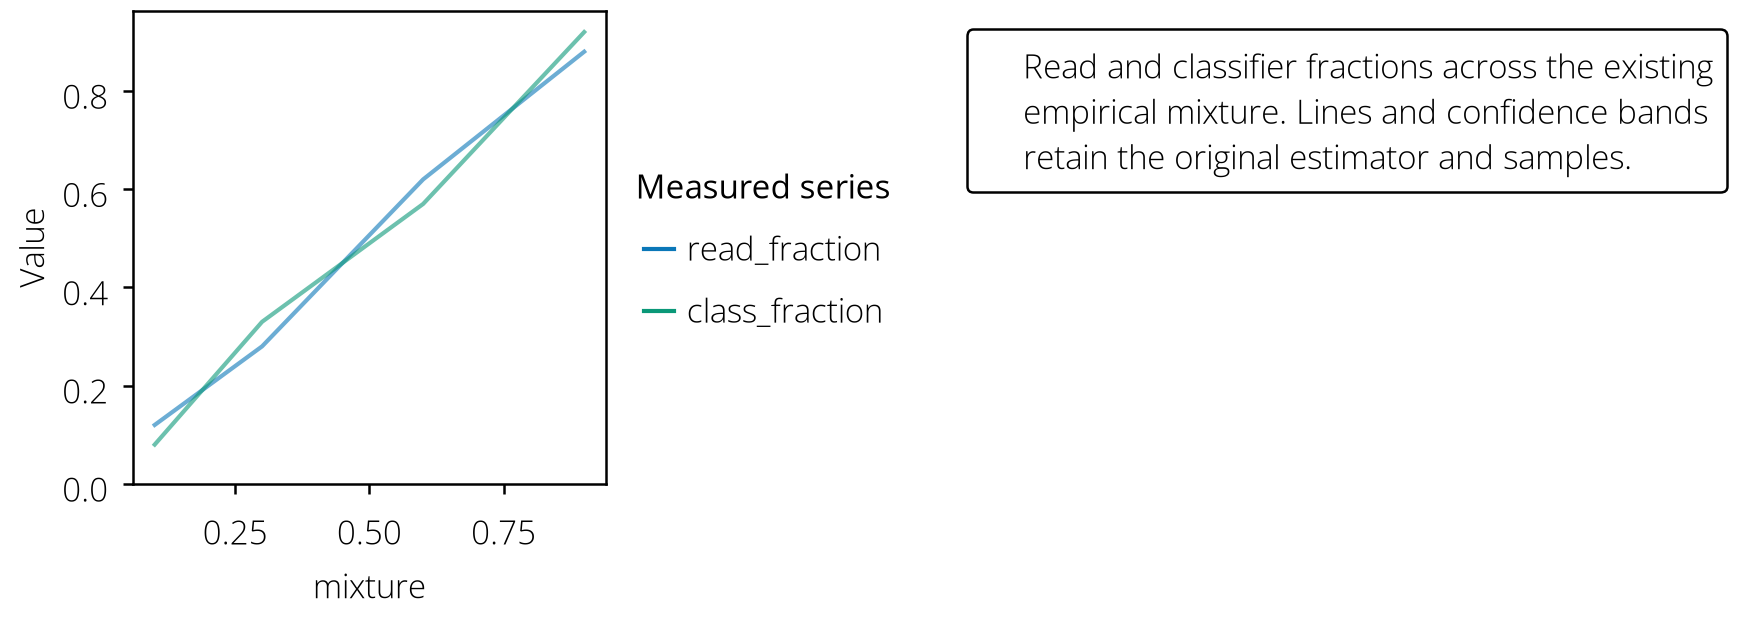 0.8
0.6
0.4
0.2
0.0
Value
0.25 0.50 0.75
mixture
Measured series
read_fraction
class_fraction
Read and classifier fractions across the existing
empirical mixture. Lines and confidence bands
retain the original estimator and samples.